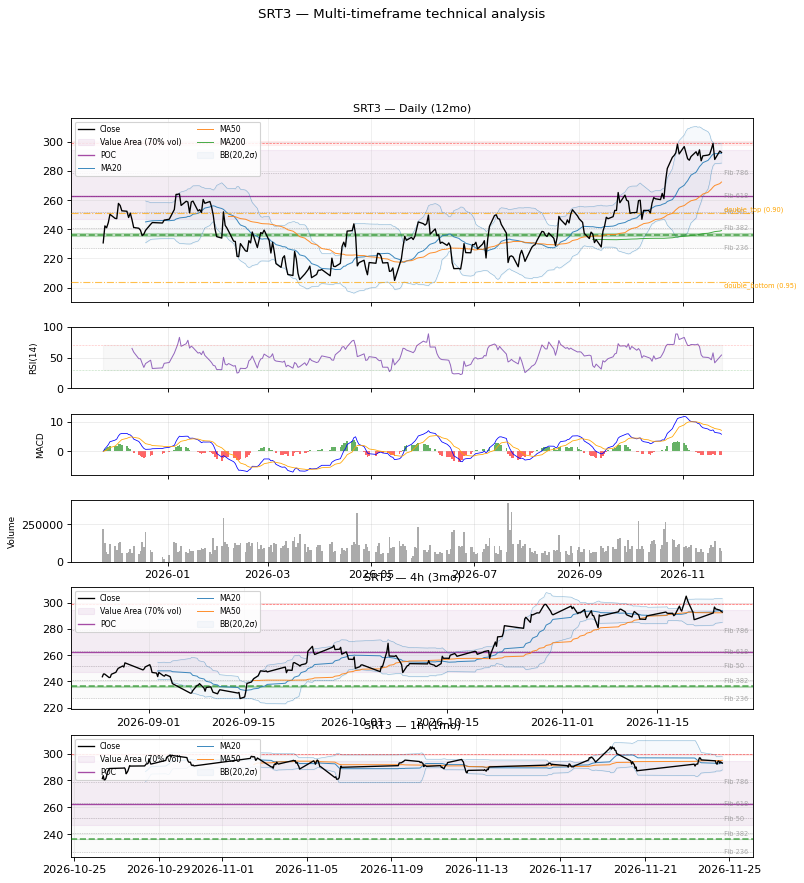 SRT3 — Multi-timeframe technical analysis
SRT3 — Daily (12mo)
Close
Value Area (70% vol)
POC
MA20
MA50
MA200
BB(20,2σ)
300
280
260
240
220
200
Fib 786
Fib 618
double_top (0.90)
Fib 382
Fib 236
double_bottom (0.95)
RSI(14)
100
50
0
MACD
10
0
Volume
250000
0
2026-01
2026-03
2026-05
2026-07
2026-09
2026-11
SRT3 — 4h (3mo)
Close
Value Area (70% vol)
POC
MA20
MA50
BB(20,2σ)
300
280
260
240
220
Fib 786
Fib 618
Fib 50
Fib 382
Fib 236
2026-09-01
2026-09-15
2026-10-01
2026-10-15
2026-11-01
2026-11-15
SRT3 — 1h (1mo)
Close
Value Area (70% vol)
POC
MA20
MA50
BB(20,2σ)
300
280
260
240
Fib 786
Fib 618
Fib 50
Fib 382
Fib 236
2026-10-25
2026-10-29
2026-11-01
2026-11-05
2026-11-09
2026-11-13
2026-11-17
2026-11-21
2026-11-25